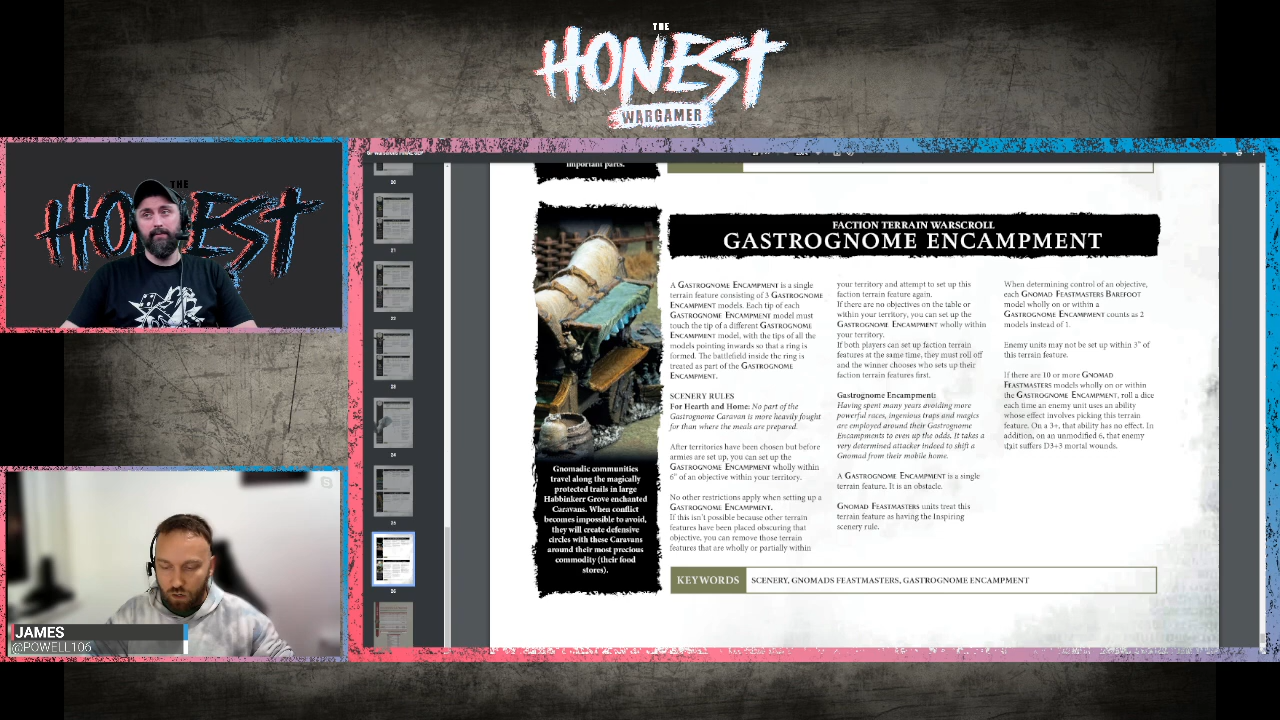 THE
HONEST
WARGAMER
THE
HONEST
JAMES
@POWELL106
20
21
22
23
24
25
26
important parts.
Gnomadic communities
travel along the magically
protected trails in large
Habbinkerr Grove enchanted
Caravans. When conflict
becomes impossible to avoid,
they will create defensive
circles with these Caravans
around their most precious
commodity (their food
stores).
FACTION TERRAIN WARSCROLL
GASTROGNOME ENCAMPMENT
A GASTROGNOME ENCAMPMENT is a single
terrain feature consisting of 3 GASTROGNOME
ENCAMPMENT models. Each tip of each
GASTROGNOME ENCAMPMENT model must
touch the tip of a different GASTROGNOME
ENCAMPMENT model, with the tips of all the
models pointing inwards so that a ring is
formed. The battlefield inside the ring is
treated as part of the GASTROGNOME
ENCAMPMENT.
SCENERY RULES
For Hearth and Home: No part of the
Gastrognome Caravan is more heavily fought
for than where the meals are prepared.
After territories have been chosen but before
armies are set up, you can set up the
GASTROGNOME ENCAMPMENT wholly within
6" of an objective within your territory.
No other restrictions apply when setting up a
GASTROGNOME ENCAMPMENT.
If this isn't possible because other terrain
features have been placed obscuring that
objective, you can remove those terrain
features that are wholly or partially within
your territory and attempt to set up this
faction terrain feature again.
If there are no objectives on the table or
within your territory, you can set up the
GASTROGNOME ENCAMPMENT wholly within
your territory.
If both players can set up faction terrain
features at the same time, they must roll off
and the winner chooses who sets up their
faction terrain features first.
Gastrognome Encampment:
Having spent many years avoiding more
powerful races, ingenious traps and magics
are employed around their Gastrognome
Encampments to even up the odds. It takes a
very determined attacker indeed to shift a
Gnomad from their mobile home.
A GASTROGNOME ENCAMPMENT is a single
terrain feature. It is an obstacle.
GNOMAD FEASTMASTERS units treat this
terrain feature as having the Inspiring
scenery rule.
When determining control of an objective,
each GNOMAD FEASTMASTERS BAREFOOT
model wholly on or within a
GASTROGNOME ENCAMPMENT counts as 2
models instead of 1.
Enemy units may not be set up within 3" of
this terrain feature.
If there are 10 or more GNOMAD
FEASTMASTERS models wholly on or within
the GASTROGNOME ENCAMPMENT, roll a dice
each time an enemy unit uses an ability
whose effect involves picking this terrain
feature. On a 3+, that ability has no effect. In
addition, on an unmodified 6, that enemy
unit suffers D3+3 mortal wounds.
KEYWORDS SCENERY, GNOMADS FEASTMASTERS, GASTROGNOME ENCAMPMENT